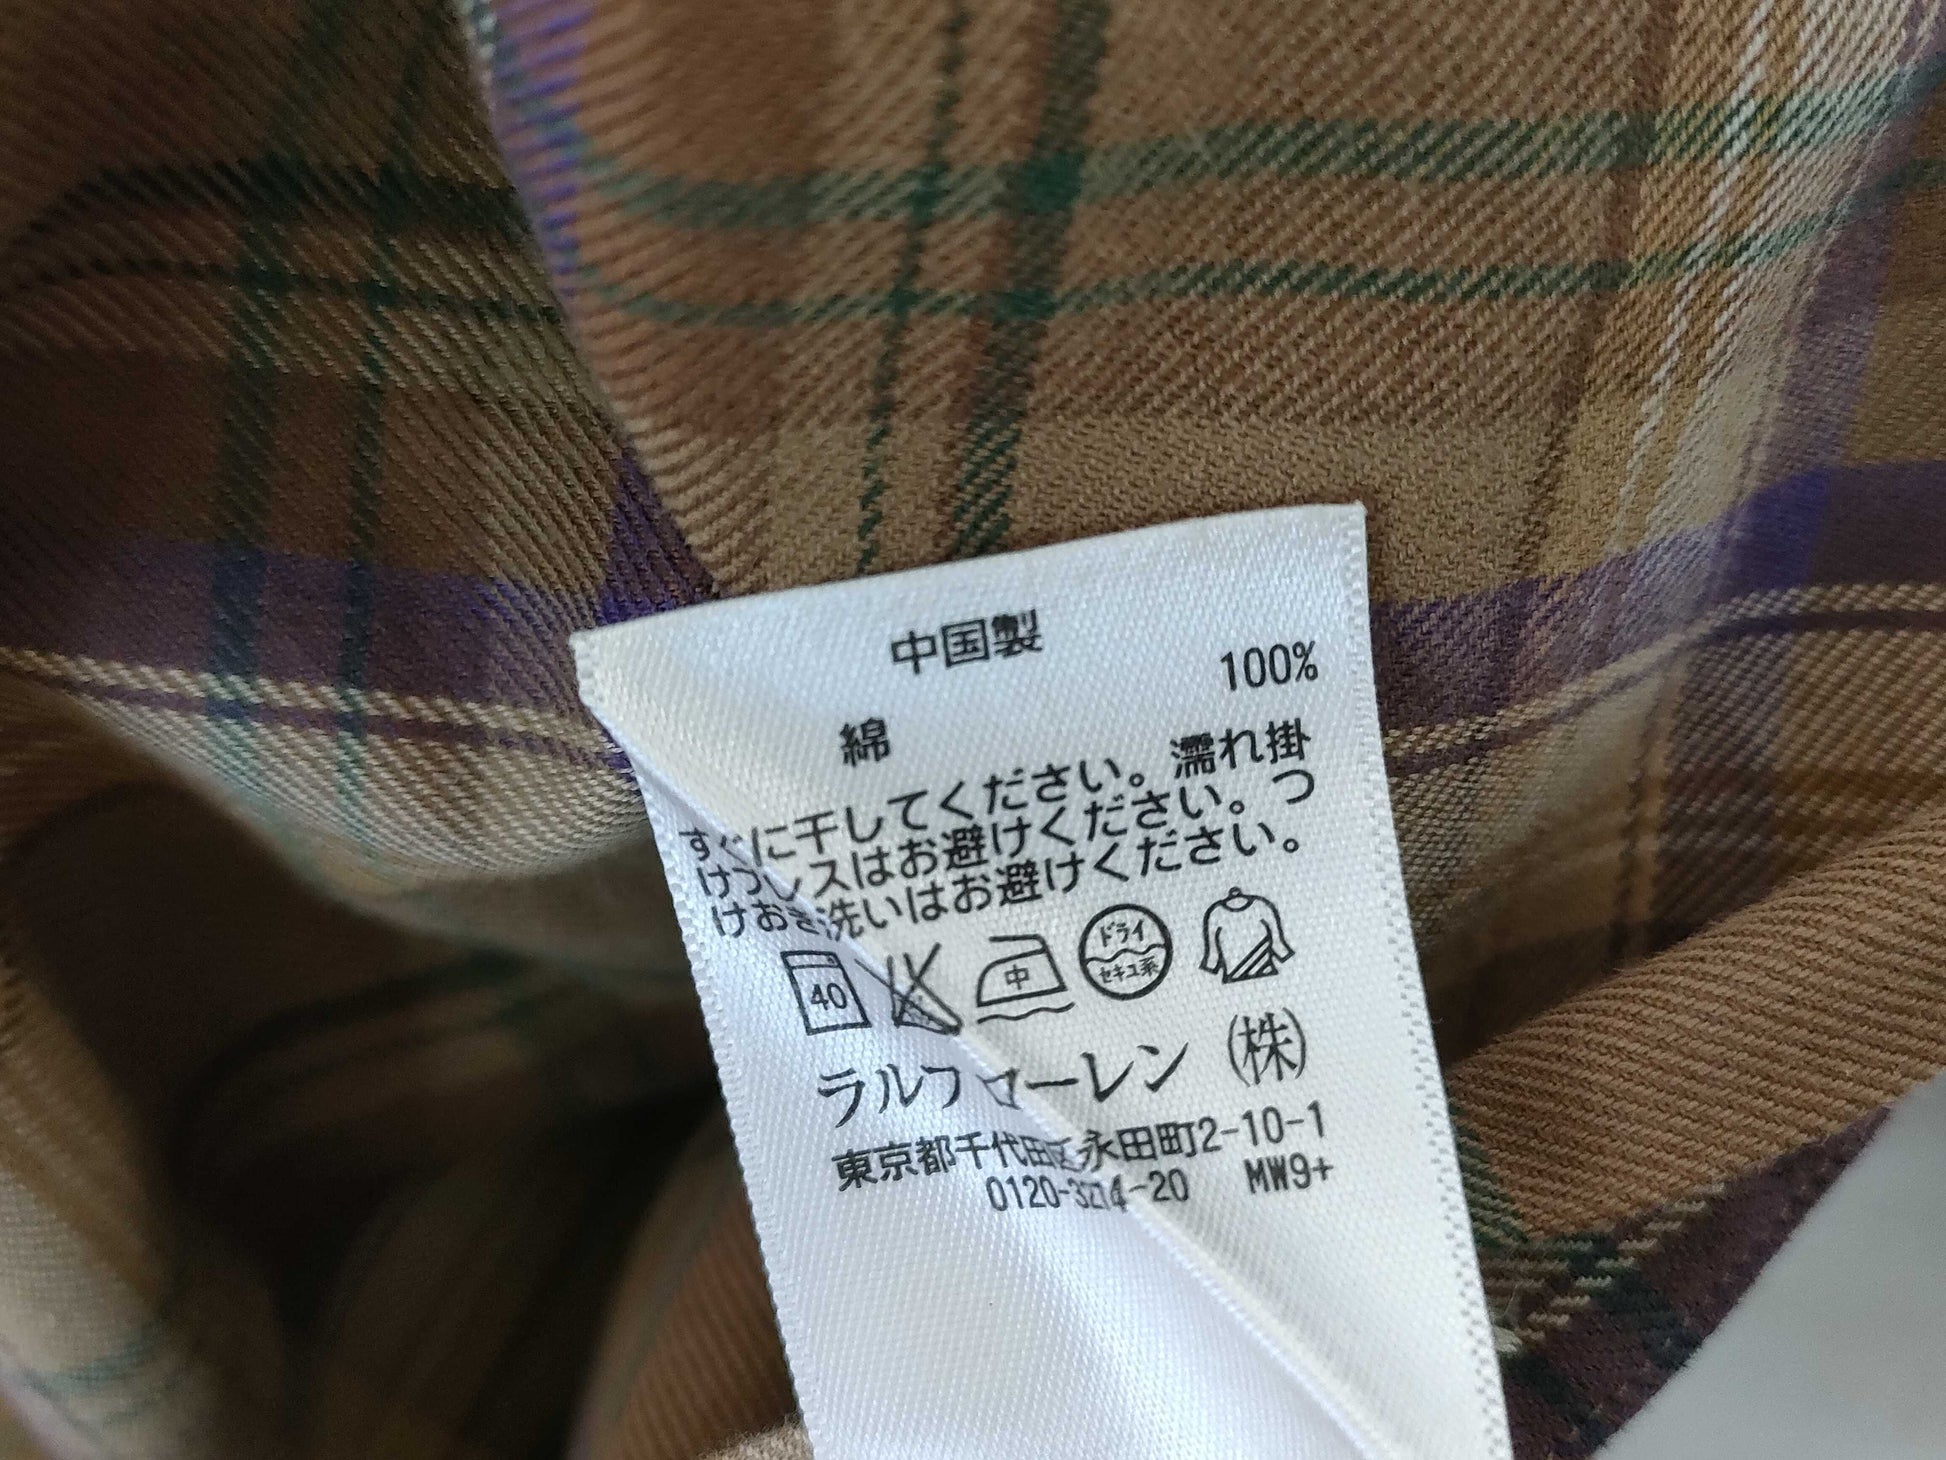 中国製
綿 100%
すぐに干してください。濡れ掛
けプレスはお避けください。つ
けおき洗いはお避けください。
40 中 ドライ セキユ系
ラルフローレン（株）
東京都千代田区永田町2-10-1
0120-3274-20 MW9+